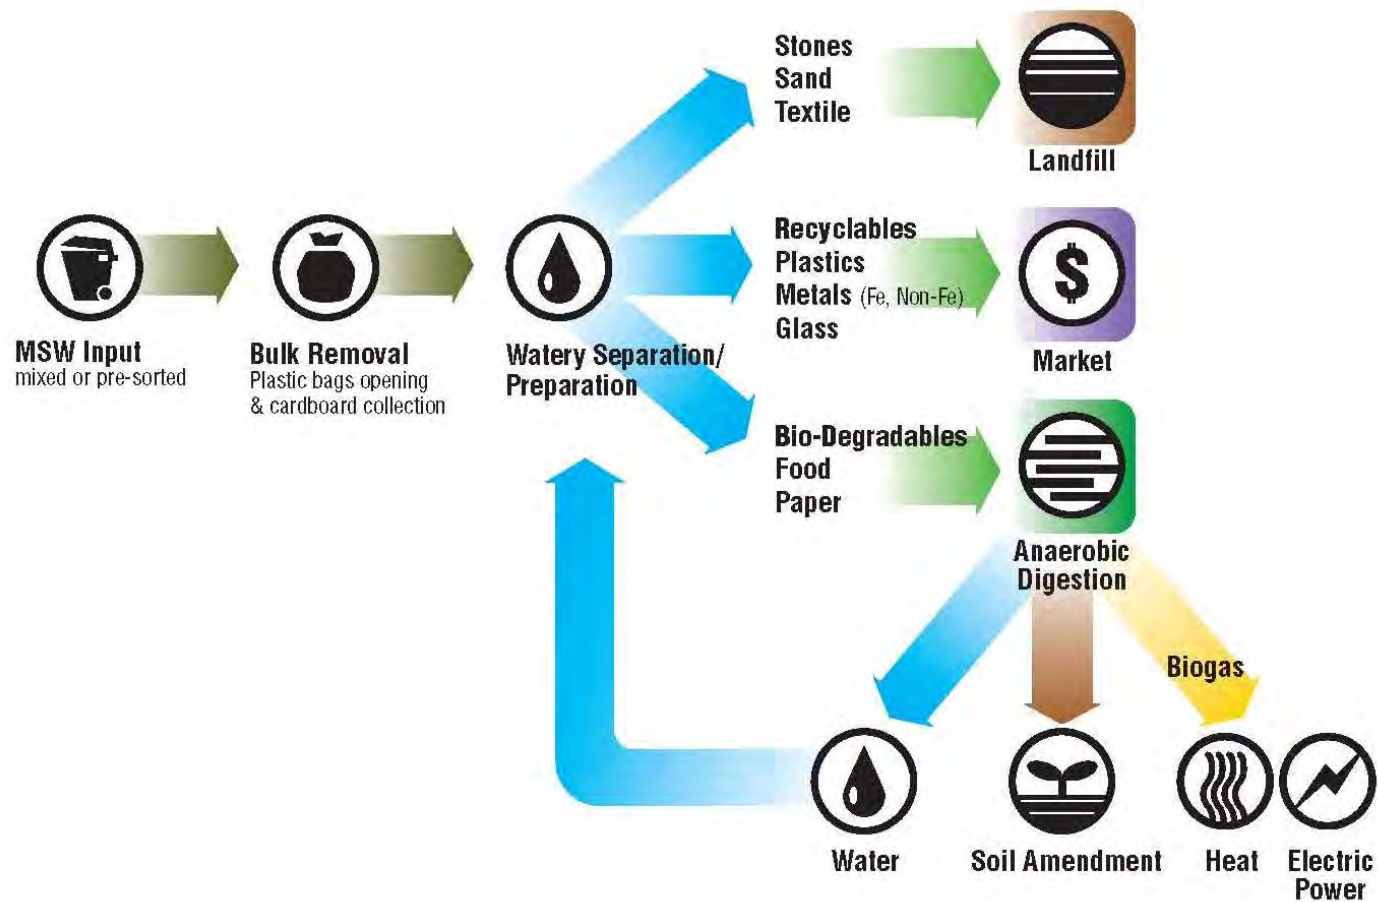 Stones
Sand
Textile
Landfill
MSW Input
mixed or pre-sorted
Bulk Removal
Plastic bags opening
& cardboard collection
Watery Separation/
Preparation
Recyclables
Plastics
Metals (Fe, Non-Fe)
Glass
$
Market
Bio-Degradables
Food
Paper
Anaerobic
Digestion
Biogas
Water
Soil Amendment
Heat
Electric
Power